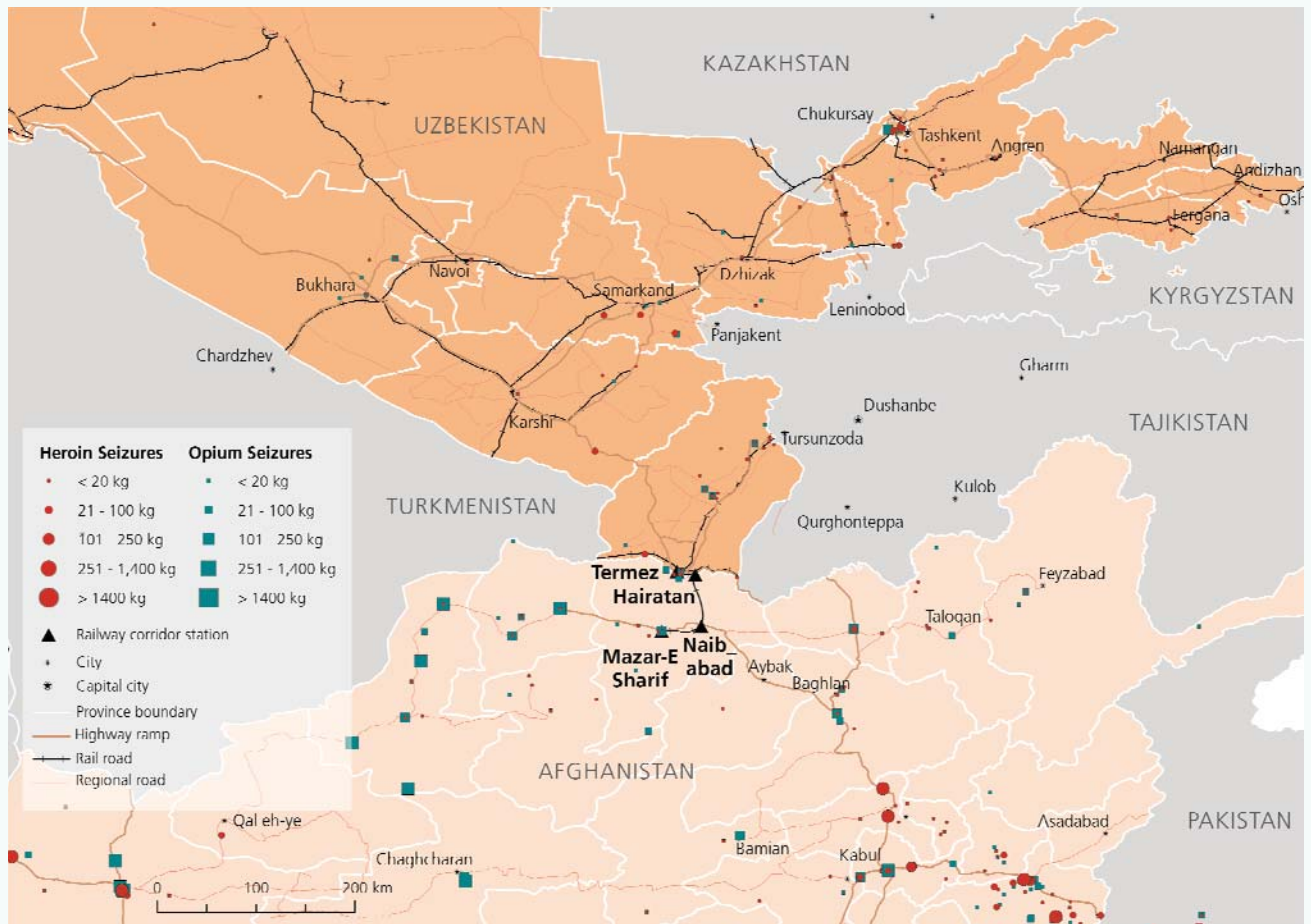 KAZAKHSTAN
UZBEKISTAN
Chukursay
Tashkent
Angren
Namangan
Andizhan
Osh
Fergana
Navoi
Bukhara
Samarkand
Dzhizak
Leninobod
KYRGYZSTAN
Panjakent
Chardzhev
Gharm
Karshi
Dushanbe
TAJIKISTAN
Tursunzoda
Kulob
TURKMENISTAN
Qurghonteppa
Termez
Hairatan
Feyzabad
Taloqan
Mazar-E
Sharif
Naib_
abad
Aybak
Baghlan
AFGHANISTAN
PAKISTAN
Qal eh-ye
Asadabad
Bamian
Kabul
Chaghcharan
Heroin Seizures Opium Seizures
< 20 kg < 20 kg
21 - 100 kg 21 - 100 kg
101 250 kg 101 250 kg
251 - 1,400 kg 251 - 1,400 kg
> 1400 kg > 1400 kg
Railway corridor station
City
Capital city
Province boundary
Highway ramp
Rail road
Regional road
0 100 200 km